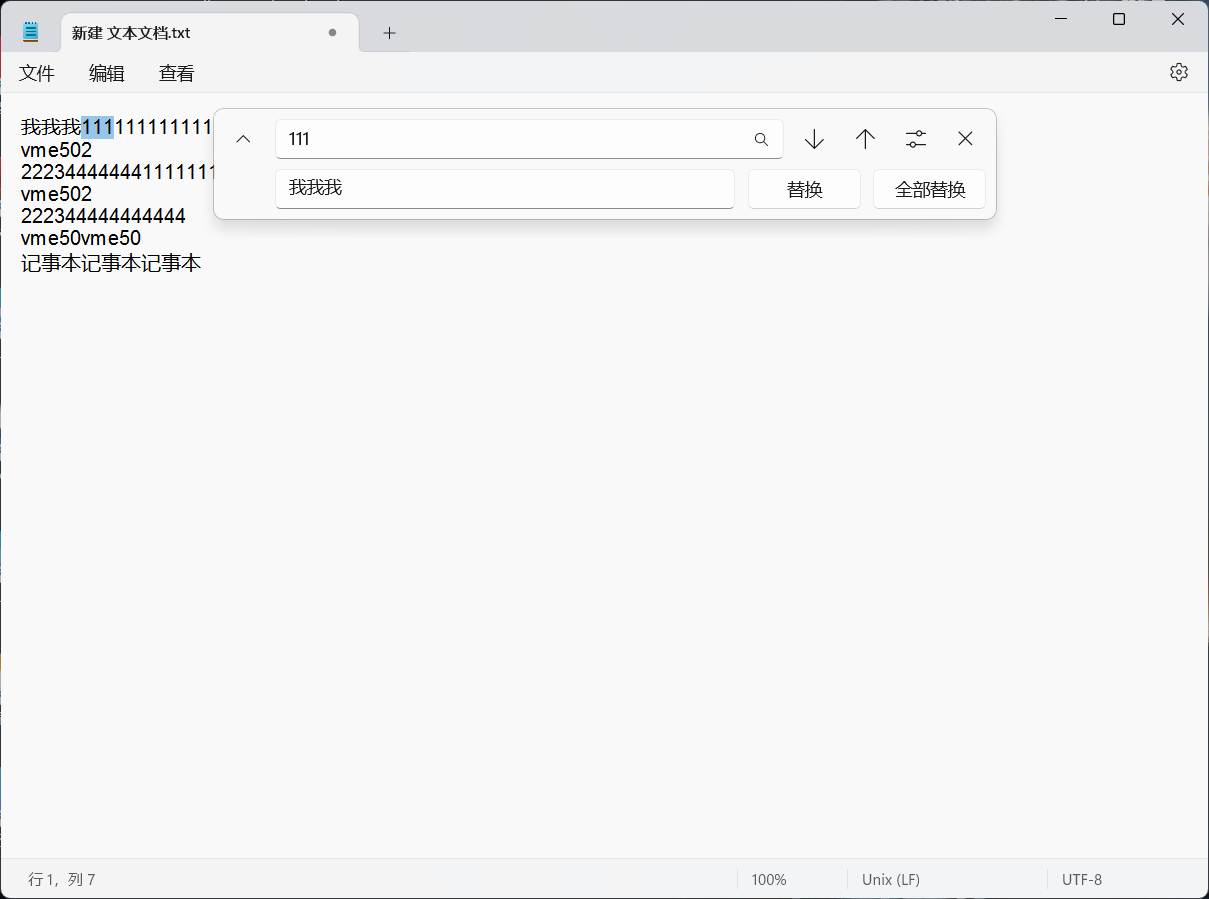 新建 文本文档.txt
文件 编辑 查看
我我我111111111111
111
vme502
22234444441111111
我我我 替换 全部替换
vme502
222344444444444
vme50vme50
记事本记事本记事本
行 1，列 7 100% Unix (LF) UTF-8